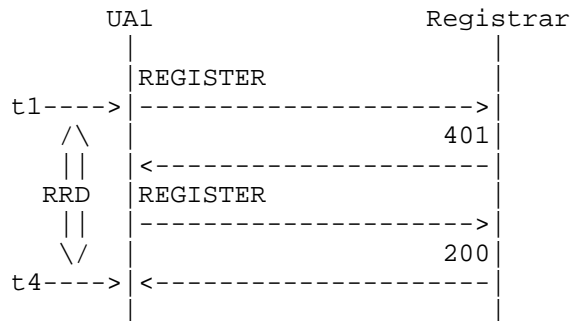 UA1 Registrar
REGISTER
t1---->|--------------------->|
/\ 401|
|| |<---------------------|
RRD REGISTER
|| |--------------------->|
\/ 200|
t4---->|<---------------------|